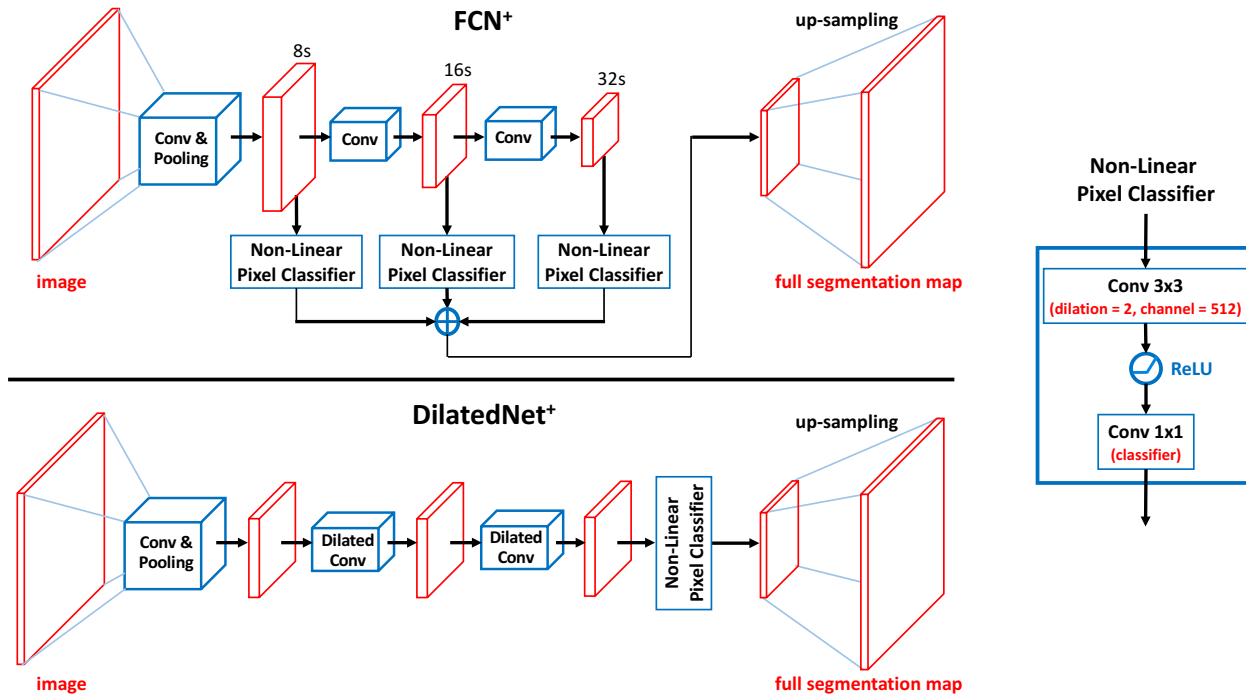 FCN⁺
up-sampling
8s
16s
32s
Conv &
Pooling
Conv
Conv
Non-Linear
Pixel Classifier
Non-Linear
Pixel Classifier
Non-Linear
Pixel Classifier
image
full segmentation map
DilatedNet⁺
up-sampling
Conv &
Pooling
Dilated
Conv
Dilated
Conv
Non-Linear
Pixel Classifier
image
full segmentation map
Non-Linear
Pixel Classifier
Conv 3x3
(dilation = 2, channel = 512)
ReLU
Conv 1x1
(classifier)